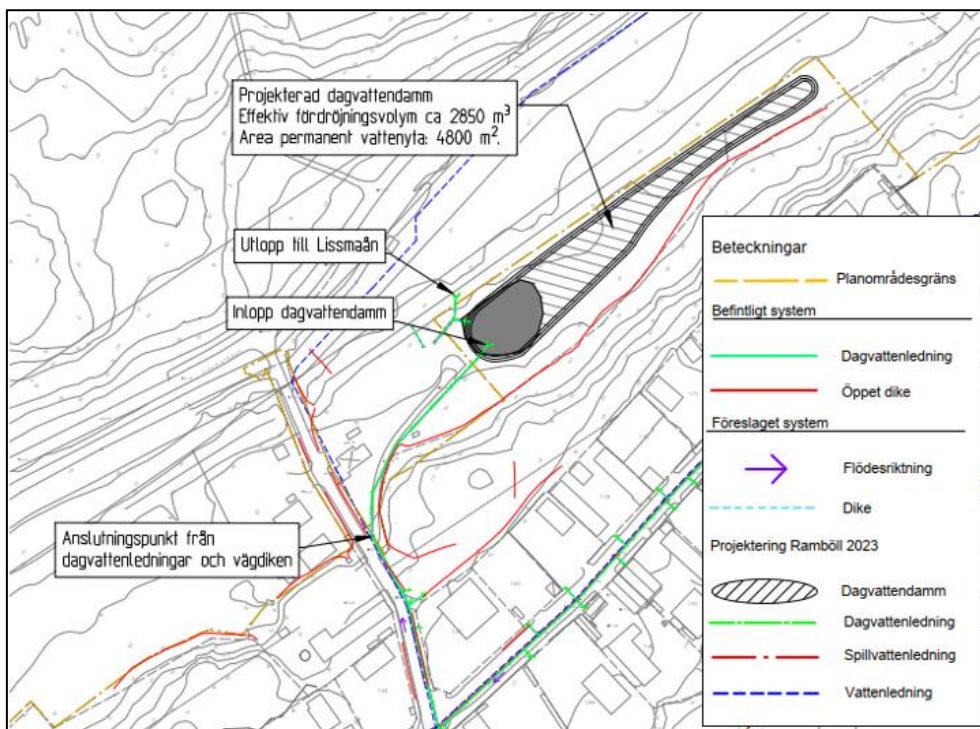 Projekterad dagvattendamm
Effektiv fördröjningsvolym ca 2850 m³
Area permanent vattenyta: 4800 m².
Utlopp till Lissmaån
Inlopp dagvattendamm
Anslutningspunkt från
dagvattenledningar och vägdiken
Beteckningar
Planområdesgräns
Befintligt system
Dagvattenledning
Öppet dike
Föreslaget system
Flödesriktning
Dike
Projektering Ramböll 2023
Dagvattendamm
Dagvattenledning
Spillvattenledning
Vattenledning